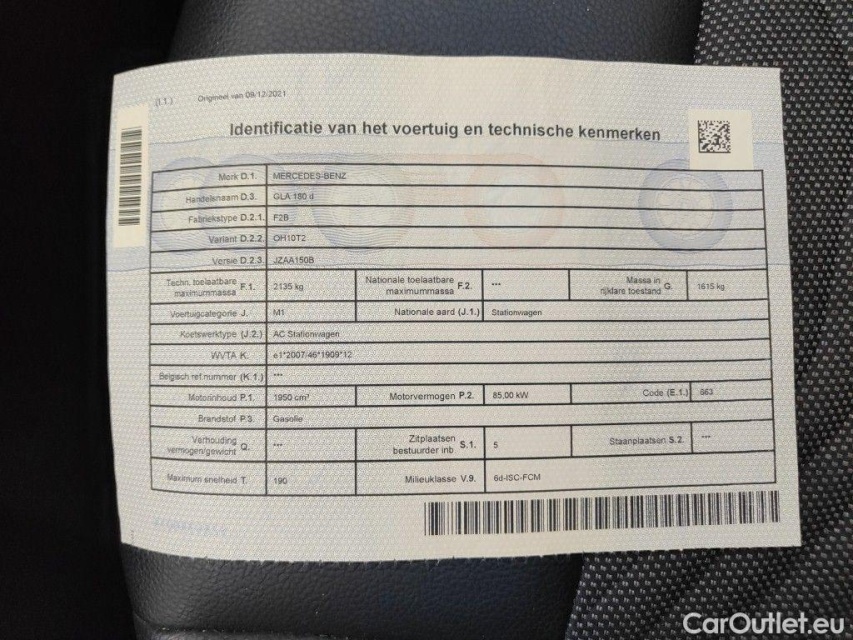 (I.1.) Origineel van 09/12/2021
Identificatie van het voertuig en technische kenmerken
Merk D.1. MERCEDES-BENZ
Handelsnaam D.3. GLA 180 d
Fabriekstype D.2.1. F2B
Variant D.2.2. OH10T2
Versie D.2.3. JZAA150B
Techn. toelaatbare maximummassa F.1. 2135 kg Nationale toelaatbare maximummassa F.2. --- Massa in rijklare toestand G. 1615 kg
Voertuigcategorie J. M1 Nationale aard (J.1.) Stationwagen
Koetswerktype (J.2.) AC Stationwagen
WVTA K. e1*2007/46*1909*12
Belgisch ref.nummer (K.1.) ---
Motorinhoud P.1. 1950 cm³ Motorvermogen P.2. 85,00 kW Code (E.1.) 863
Brandstof P.3. Gasolie
Verhouding vermogen/gewicht Q. --- Zitplaatsen bestuurder inb S.1. 5 Staanplaatsen S.2. ---
Maximum snelheid T. 190 Milieuklasse V.9. 6d-ISC-FCM
CarOutlet.eu